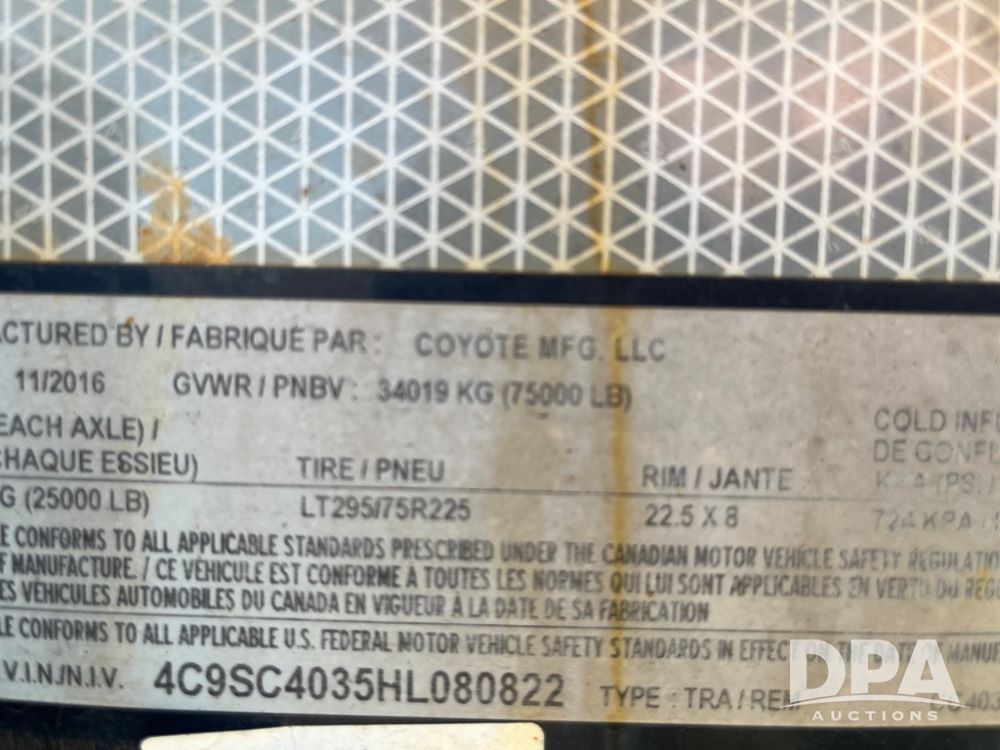 ACTURED BY / FABRIQUÉ PAR : COYOTE MFG. LLC
11/2016 GVWR / PNBV : 34019 KG (75000 LB)
EACH AXLE) / COLD INF
CHAQUE ESSIEU) TIRE / PNEU RIM / JANTE DE GONFL
G (25000 LB) LT295/75R225 22.5 X 8 724 KPA /
LE CONFORMS TO ALL APPLICABLE STANDARDS PRESCRIBED UNDER THE CANADIAN MOTOR VEHICLE SAFETY REGULATIO
F MANUFACTURE. / CE VÉHICULE EST CONFORME À TOUTES LES NORMES QUI LUI SONT APPLICABLES EN VERTU DU REG
ES VÉHICULES AUTOMOBILES DU CANADA EN VIGUEUR À LA DATE DE SA FABRICATION
LE CONFORMS TO ALL APPLICABLE U.S. FEDERAL MOTOR VEHICLE SAFETY STANDARDS IN EFFECT MANUF
V.I.N./N.I.V. 4C9SC4035HL080822 TYPE : TRA / REM
DPA
AUCTIONS